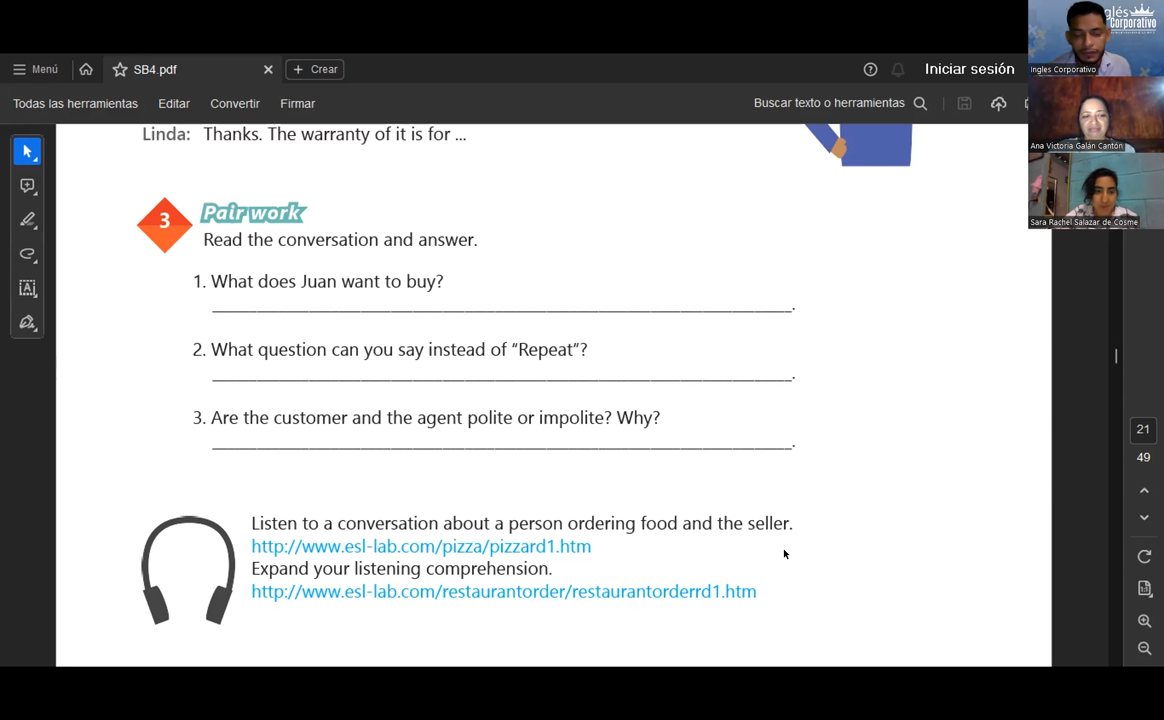 glés
Corporativo
Ingles Corporativo
Menú
SB4.pdf
Crear
Iniciar sesión
Todas las herramientas
Editar
Convertir
Firmar
Buscar texto o herramientas
Ana Victoria Galán Cantón
Sara Rachel Salazar de Cosme
Linda: Thanks. The warranty of it is for ...
3
Pair work
Read the conversation and answer.
1. What does Juan want to buy?
2. What question can you say instead of “Repeat”?
3. Are the customer and the agent polite or impolite? Why?
Listen to a conversation about a person ordering food and the seller.
http://www.esl-lab.com/pizza/pizzard1.htm
Expand your listening comprehension.
http://www.esl-lab.com/restaurantorder/restaurantorderrd1.htm
21
49